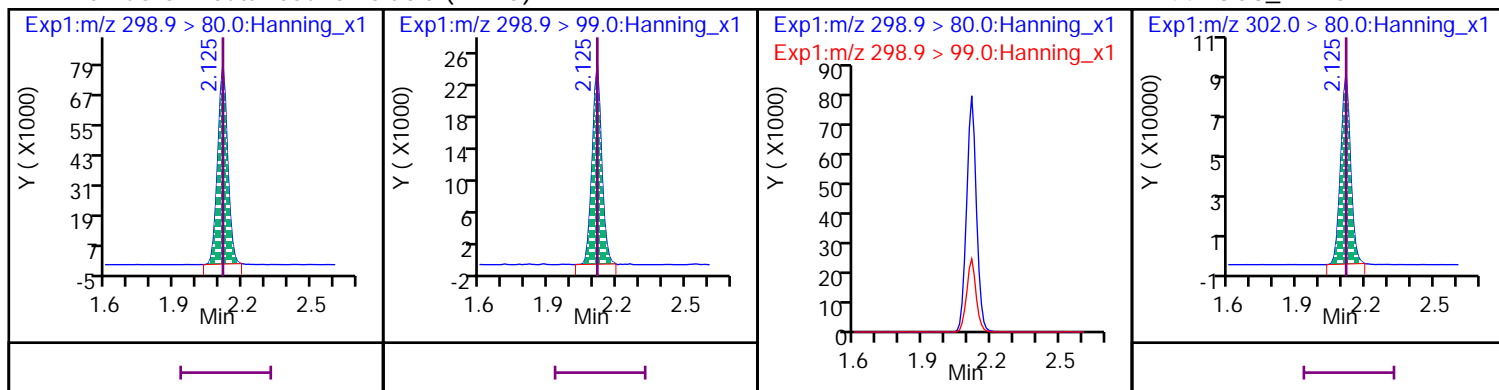 Exp1:m/z 298.9 > 80.0:Hanning_x1
2.125
Y ( X1000)
79
67
55
43
31
19
7
-5
1.6 1.9 2.2 2.5
Min
Exp1:m/z 298.9 > 99.0:Hanning_x1
2.125
Y ( X1000)
26
22
18
14
10
6
2
-2
1.6 1.9 2.2 2.5
Min
Exp1:m/z 298.9 > 80.0:Hanning_x1
Exp1:m/z 298.9 > 99.0:Hanning_x1
Y ( X1000)
90
80
70
60
50
40
30
20
10
0
1.6 1.9 2.2 2.5
Min
Exp1:m/z 302.0 > 80.0:Hanning_x1
2.125
Y ( X10000)
11
9
7
5
3
1
-1
1.6 1.9 2.2 2.5
Min